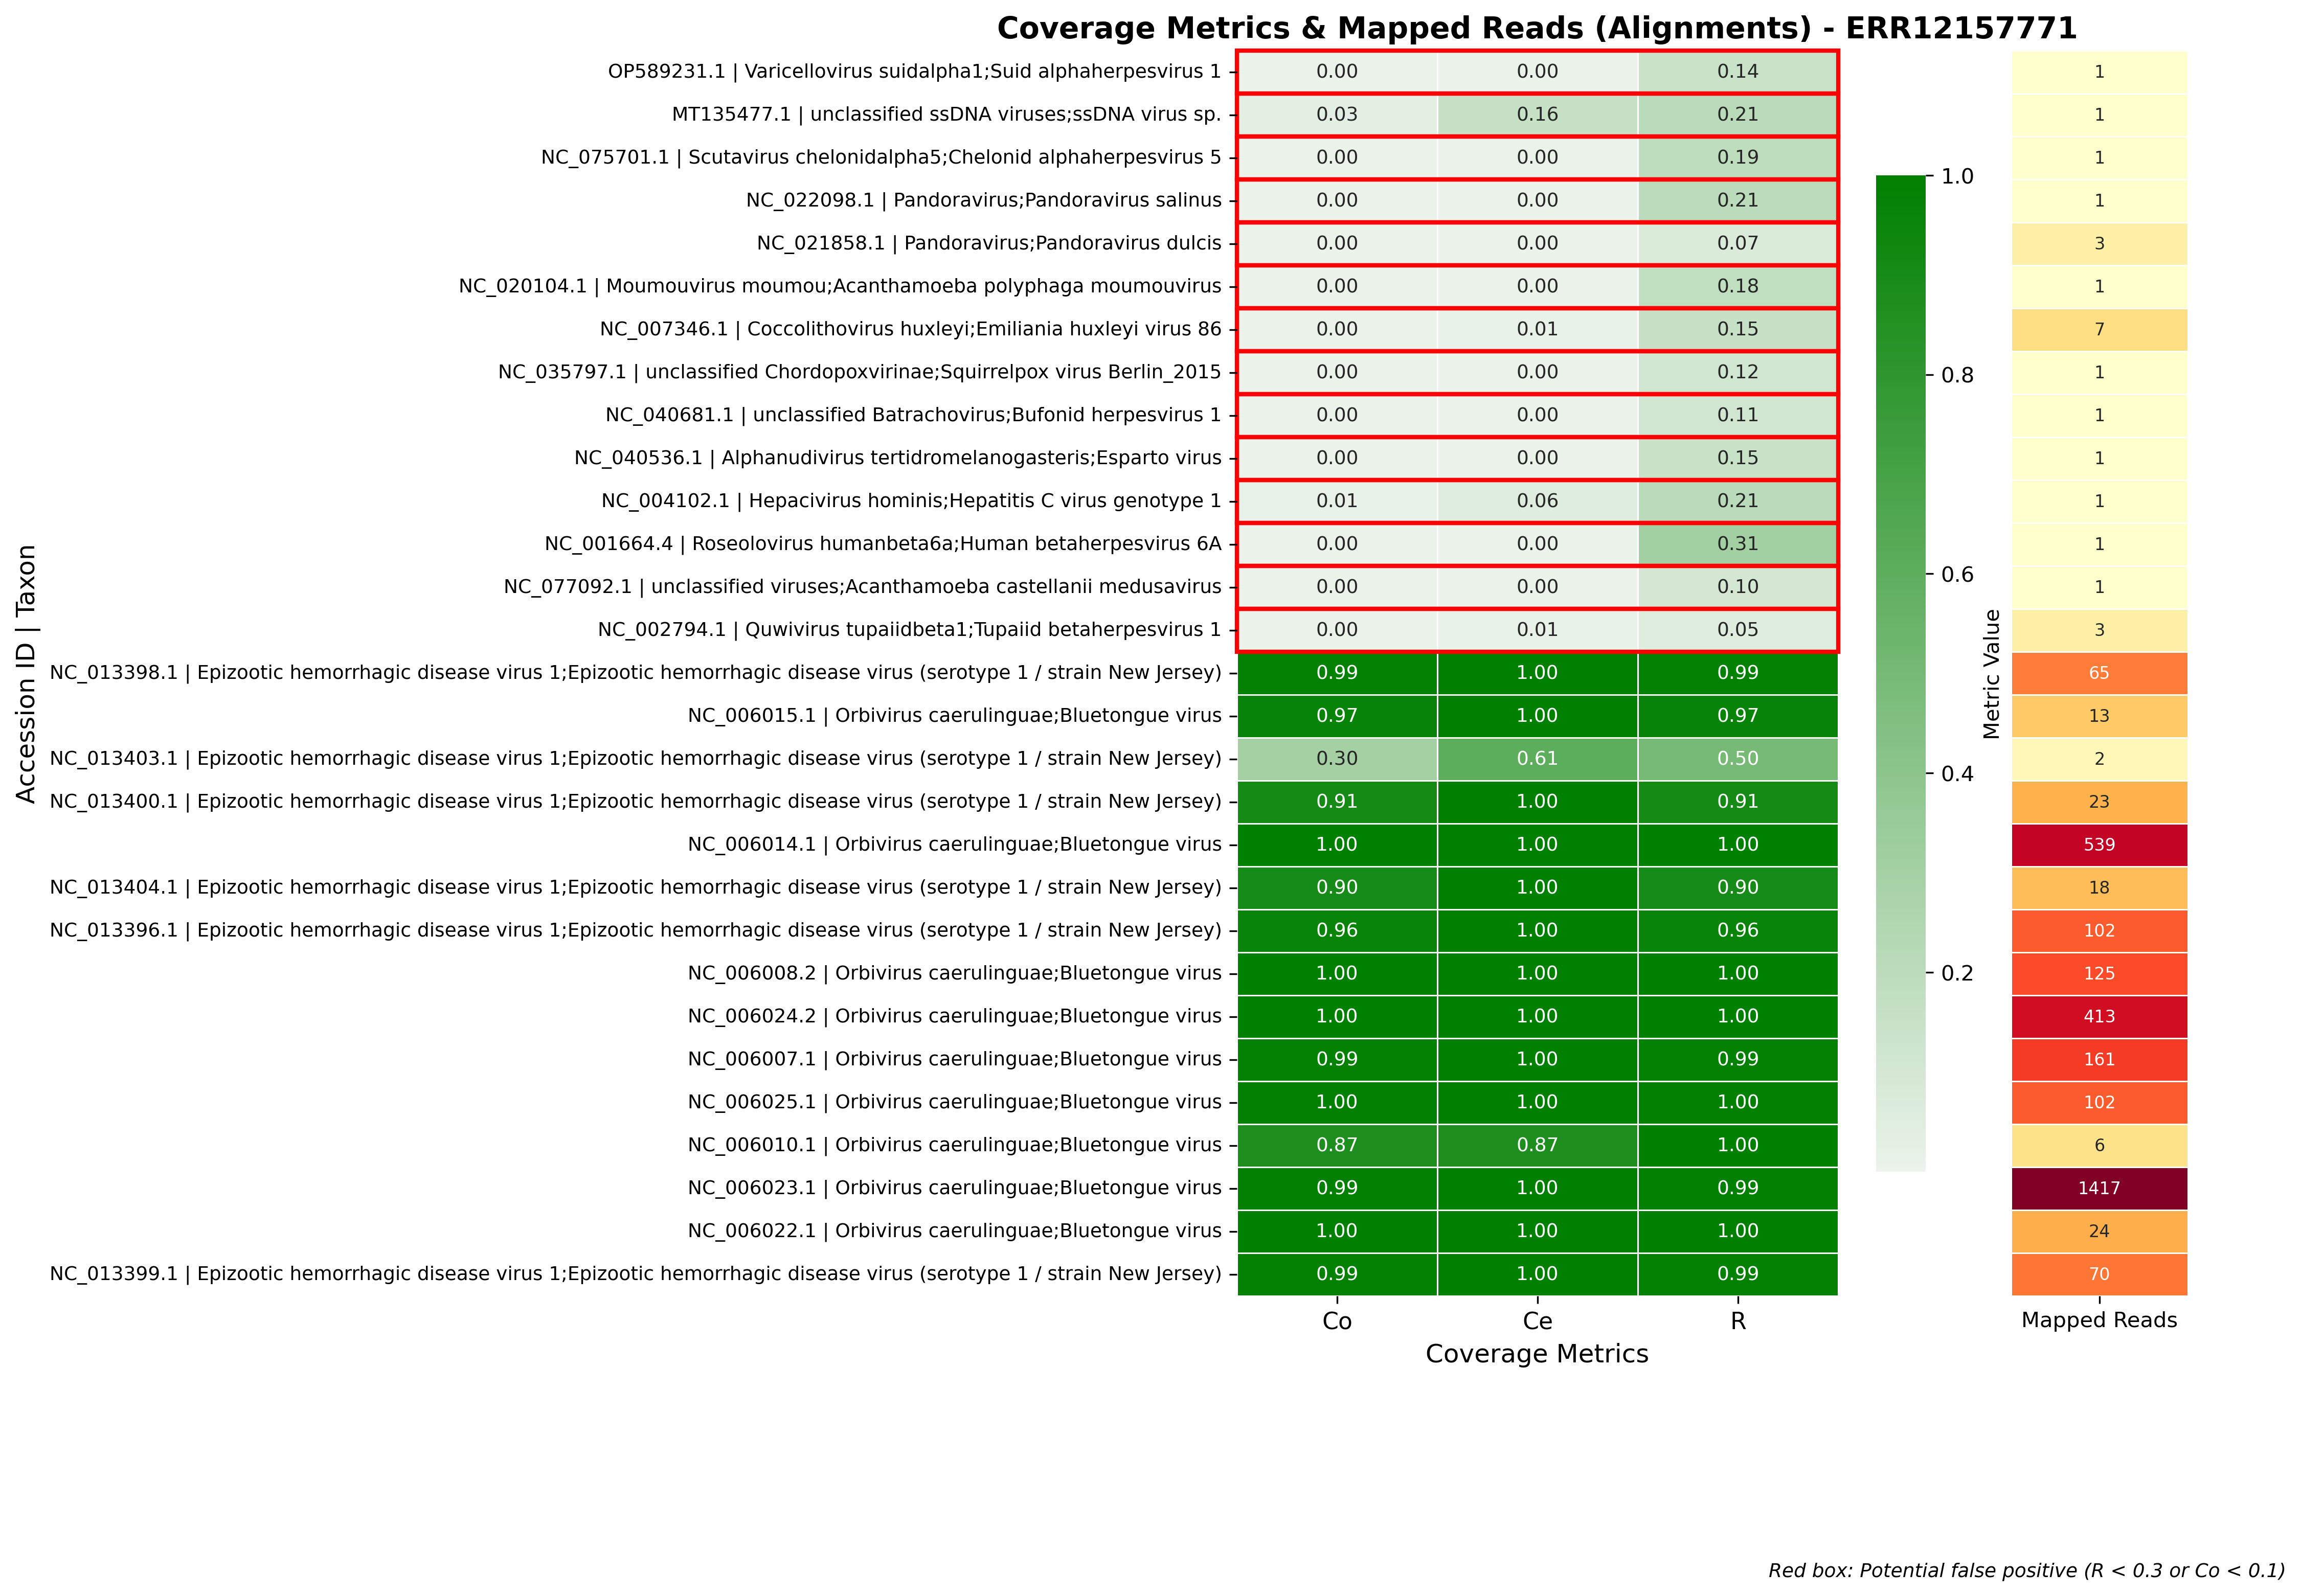 Coverage Metrics & Mapped Reads (Alignments) - ERR12157771
OP589231.1 | Varicellovirus suidalpha1;Suid alphaherpesvirus 1 0.00 0.00 0.14 1
MT135477.1 | unclassified ssDNA viruses;ssDNA virus sp. 0.03 0.16 0.21 1
NC_075701.1 | Scutavirus chelonidalpha5;Chelonid alphaherpesvirus 5 0.00 0.00 0.19 1
NC_022098.1 | Pandoravirus;Pandoravirus salinus 0.00 0.00 0.21 1
NC_021858.1 | Pandoravirus;Pandoravirus dulcis 0.00 0.00 0.07 3
NC_020104.1 | Moumouvirus moumou;Acanthamoeba polyphaga moumouvirus 0.00 0.00 0.18 1
NC_007346.1 | Coccolithovirus huxleyi;Emiliania huxleyi virus 86 0.00 0.01 0.15 7
NC_035797.1 | unclassified Chordopoxvirinae;Squirrelpox virus Berlin_2015 0.00 0.00 0.12 1
NC_040681.1 | unclassified Batrachovirus;Bufonid herpesvirus 1 0.00 0.00 0.11 1
NC_040536.1 | Alphanudivirus tertidromelanogasteris;Esparto virus 0.00 0.00 0.15 1
NC_004102.1 | Hepacivirus hominis;Hepatitis C virus genotype 1 0.01 0.06 0.21 1
NC_001664.4 | Roseolovirus humanbeta6a;Human betaherpesvirus 6A 0.00 0.00 0.31 1
NC_077092.1 | unclassified viruses;Acanthamoeba castellanii medusavirus 0.00 0.00 0.10 1
NC_002794.1 | Quwivirus tupaiidbeta1;Tupaiid betaherpesvirus 1 0.00 0.01 0.05 3
NC_013398.1 | Epizootic hemorrhagic disease virus 1;Epizootic hemorrhagic disease virus (serotype 1 / strain New Jersey) 0.99 1.00 0.99 65
NC_006015.1 | Orbivirus caerulinguae;Bluetongue virus 0.97 1.00 0.97 13
NC_013403.1 | Epizootic hemorrhagic disease virus 1;Epizootic hemorrhagic disease virus (serotype 1 / strain New Jersey) 0.30 0.61 0.50 2
NC_013400.1 | Epizootic hemorrhagic disease virus 1;Epizootic hemorrhagic disease virus (serotype 1 / strain New Jersey) 0.91 1.00 0.91 23
NC_006014.1 | Orbivirus caerulinguae;Bluetongue virus 1.00 1.00 1.00 539
NC_013404.1 | Epizootic hemorrhagic disease virus 1;Epizootic hemorrhagic disease virus (serotype 1 / strain New Jersey) 0.90 1.00 0.90 18
NC_013396.1 | Epizootic hemorrhagic disease virus 1;Epizootic hemorrhagic disease virus (serotype 1 / strain New Jersey) 0.96 1.00 0.96 102
NC_006008.2 | Orbivirus caerulinguae;Bluetongue virus 1.00 1.00 1.00 125
NC_006024.2 | Orbivirus caerulinguae;Bluetongue virus 1.00 1.00 1.00 413
NC_006007.1 | Orbivirus caerulinguae;Bluetongue virus 0.99 1.00 0.99 161
NC_006025.1 | Orbivirus caerulinguae;Bluetongue virus 1.00 1.00 1.00 102
NC_006010.1 | Orbivirus caerulinguae;Bluetongue virus 0.87 0.87 1.00 6
NC_006023.1 | Orbivirus caerulinguae;Bluetongue virus 0.99 1.00 0.99 1417
NC_006022.1 | Orbivirus caerulinguae;Bluetongue virus 1.00 1.00 1.00 24
NC_013399.1 | Epizootic hemorrhagic disease virus 1;Epizootic hemorrhagic disease virus (serotype 1 / strain New Jersey) 0.99 1.00 0.99 70
Accession ID | Taxon
Co Ce R
Coverage Metrics
1.0
0.8
0.6
0.4
0.2
Metric Value
Mapped Reads
Red box: Potential false positive (R < 0.3 or Co < 0.1)